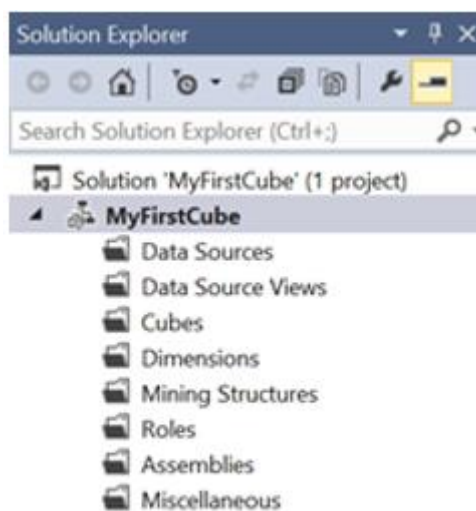 Solution Explorer
Search Solution Explorer (Ctrl+;)
Solution 'MyFirstCube' (1 project)
MyFirstCube
Data Sources
Data Source Views
Cubes
Dimensions
Mining Structures
Roles
Assemblies
Miscellaneous